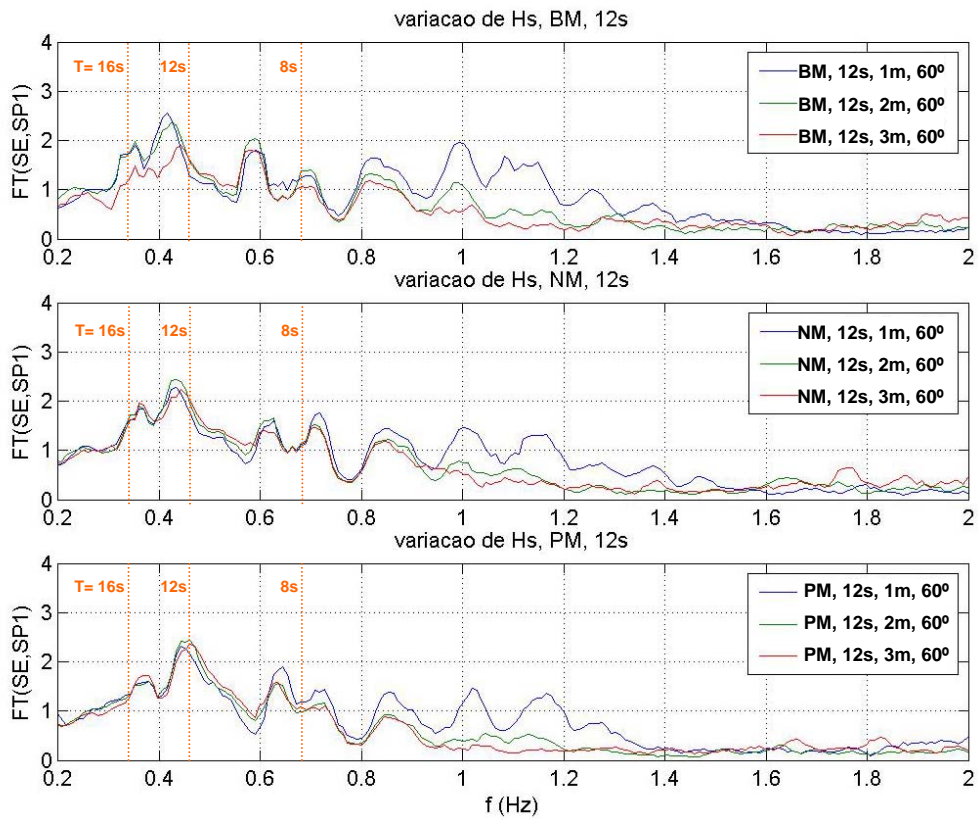 variacao de Hs, BM, 12s
4
3
2
1
0
FT(SE,SP1)
T= 16s 12s 8s
BM, 12s, 1m, 60º
BM, 12s, 2m, 60º
BM, 12s, 3m, 60º
0.2 0.4 0.6 0.8 1 1.2 1.4 1.6 1.8 2
variacao de Hs, NM, 12s
4
3
2
1
0
FT(SE,SP1)
T= 16s 12s 8s
NM, 12s, 1m, 60º
NM, 12s, 2m, 60º
NM, 12s, 3m, 60º
0.2 0.4 0.6 0.8 1 1.2 1.4 1.6 1.8 2
variacao de Hs, PM, 12s
4
3
2
1
0
FT(SE,SP1)
T= 16s 12s 8s
PM, 12s, 1m, 60º
PM, 12s, 2m, 60º
PM, 12s, 3m, 60º
0.2 0.4 0.6 0.8 1 1.2 1.4 1.6 1.8 2
f (Hz)